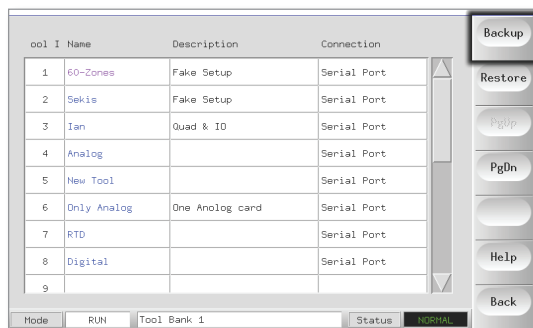 ool I Name Description Connection
1 60-Zones Fake Setup Serial Port
2 Sekis Fake Setup Serial Port
3 Ian Quad & IO Serial Port
4 Analog Serial Port
5 New Tool Serial Port
6 Only Analog One Anolog card Serial Port
7 RTD Serial Port
8 Digital Serial Port
9
Mode RUN Tool Bank 1 Status NORMAL
Backup
Restore
PgUp
PgDn
Help
Back